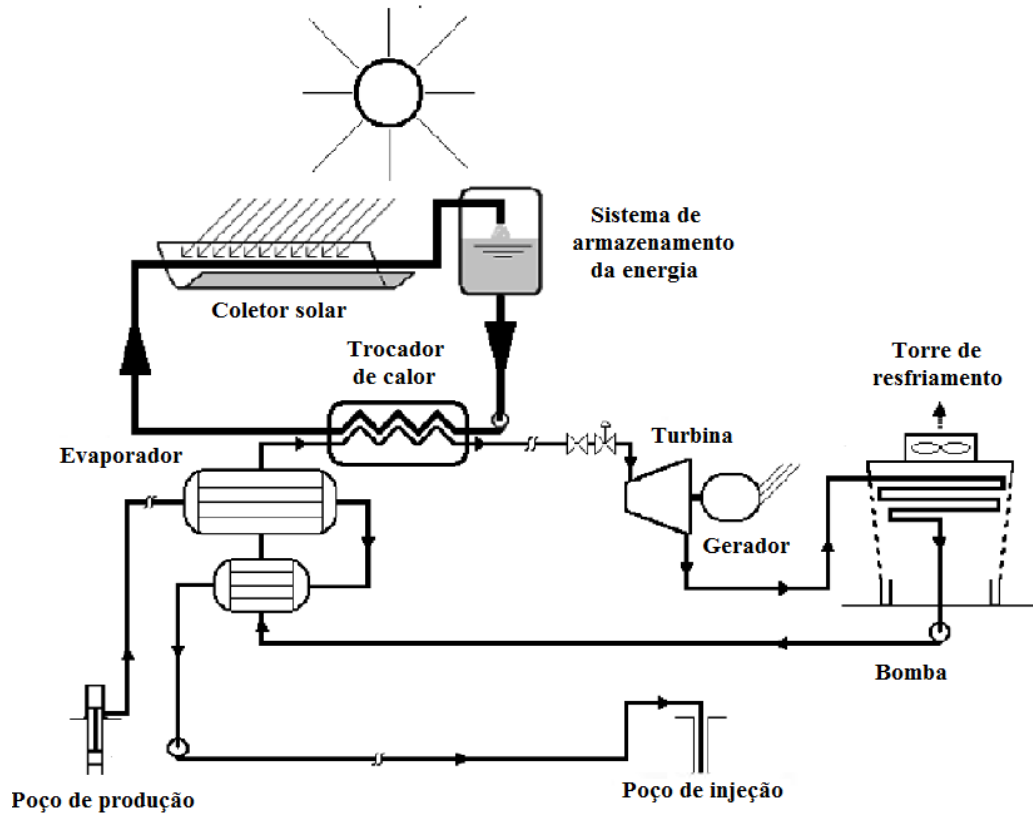 Sistema de
armazenamento
da energia
Coletor solar
Trocador
de calor
Torre de
resfriamento
Evaporador
Turbina
Gerador
Bomba
Poço de produção
Poço de injeção